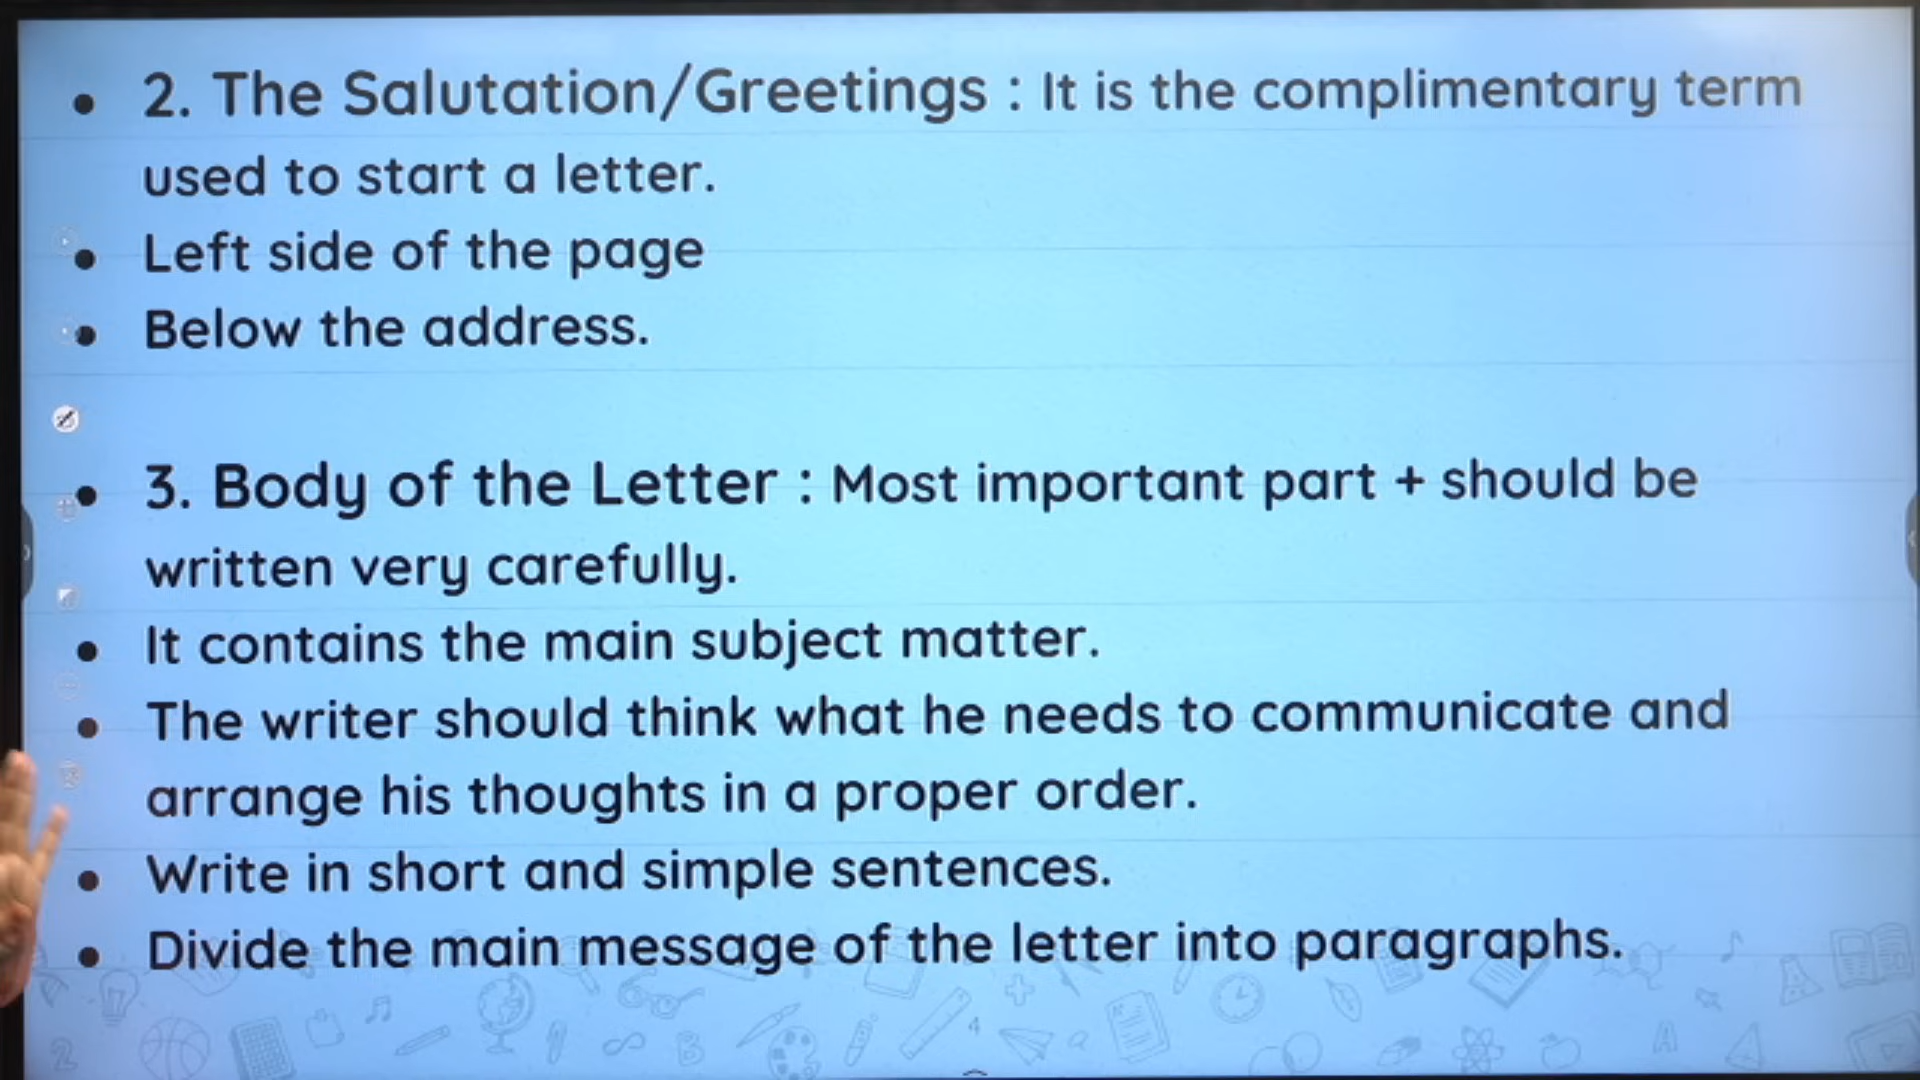 • 2. The Salutation/Greetings : It is the complimentary term
used to start a letter.
• Left side of the page
• Below the address.
• 3. Body of the Letter : Most important part + should be
written very carefully.
• It contains the main subject matter.
• The writer should think what he needs to communicate and
arrange his thoughts in a proper order.
• Write in short and simple sentences.
• Divide the main message of the letter into paragraphs.
4